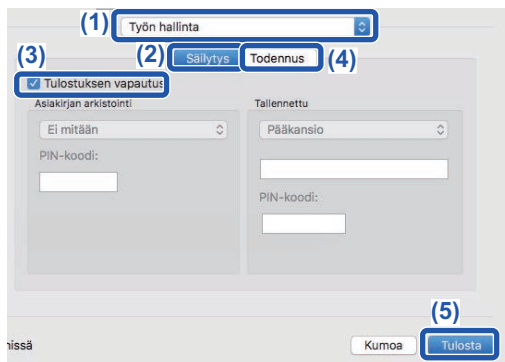 (1) Työn hallinta
(2) Säilytys Todennus (4)
(3)
Tulostuksen vapautus
Asiakirjan arkistointi Tallennettu
Ei mitään Pääkansio
PIN-koodi:
PIN-koodi:
(5)
nissä Kumoa Tulosta